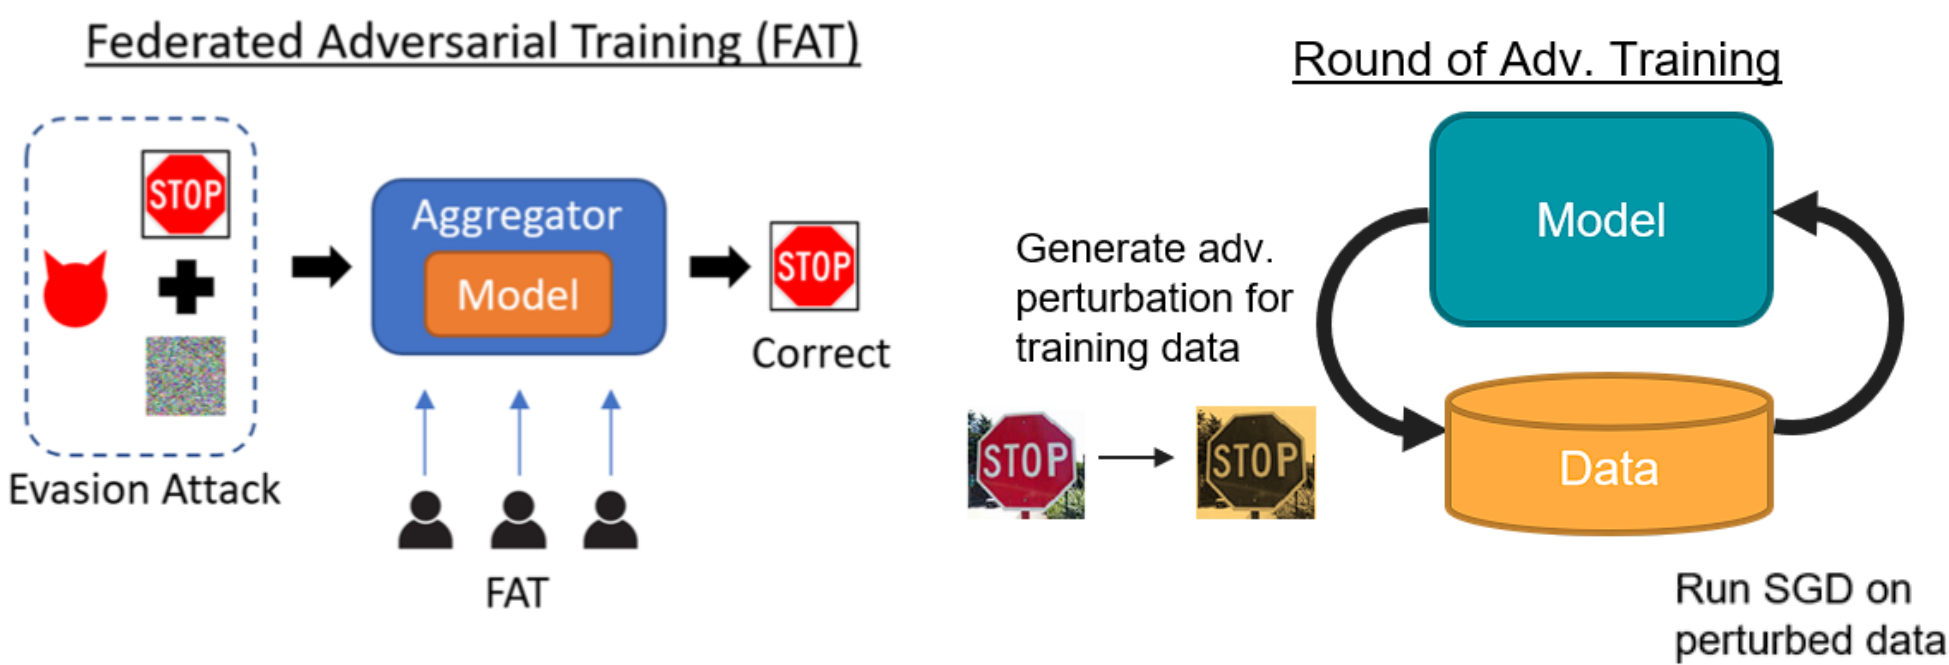 Federated Adversarial Training (FAT)
STOP
Evasion Attack
Aggregator
Model
STOP
Correct
FAT
Round of Adv. Training
Model
Generate adv.
perturbation for
training data
STOP
STOP
Data
Run SGD on
perturbed data